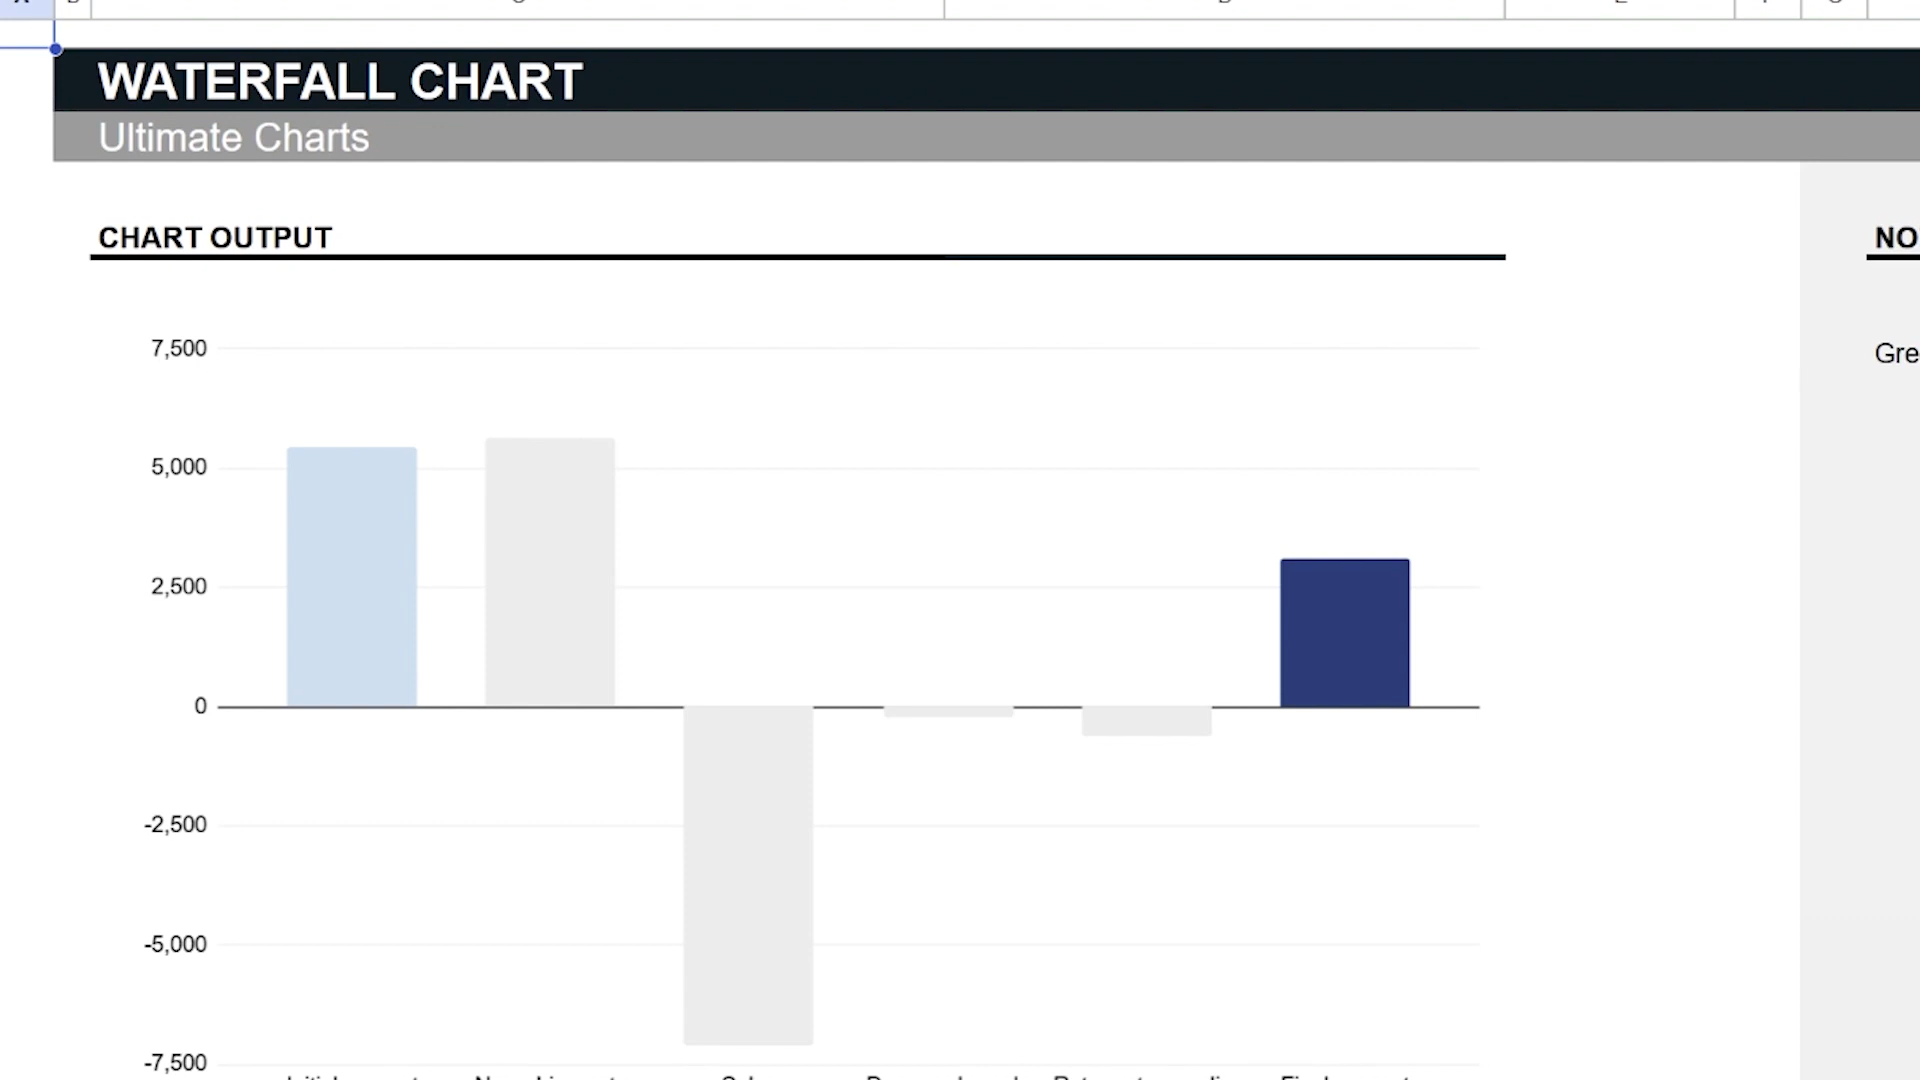 WATERFALL CHART
Ultimate Charts
CHART OUTPUT
NO
Gre
7,500
5,000
2,500
0
-2,500
-5,000
-7,500